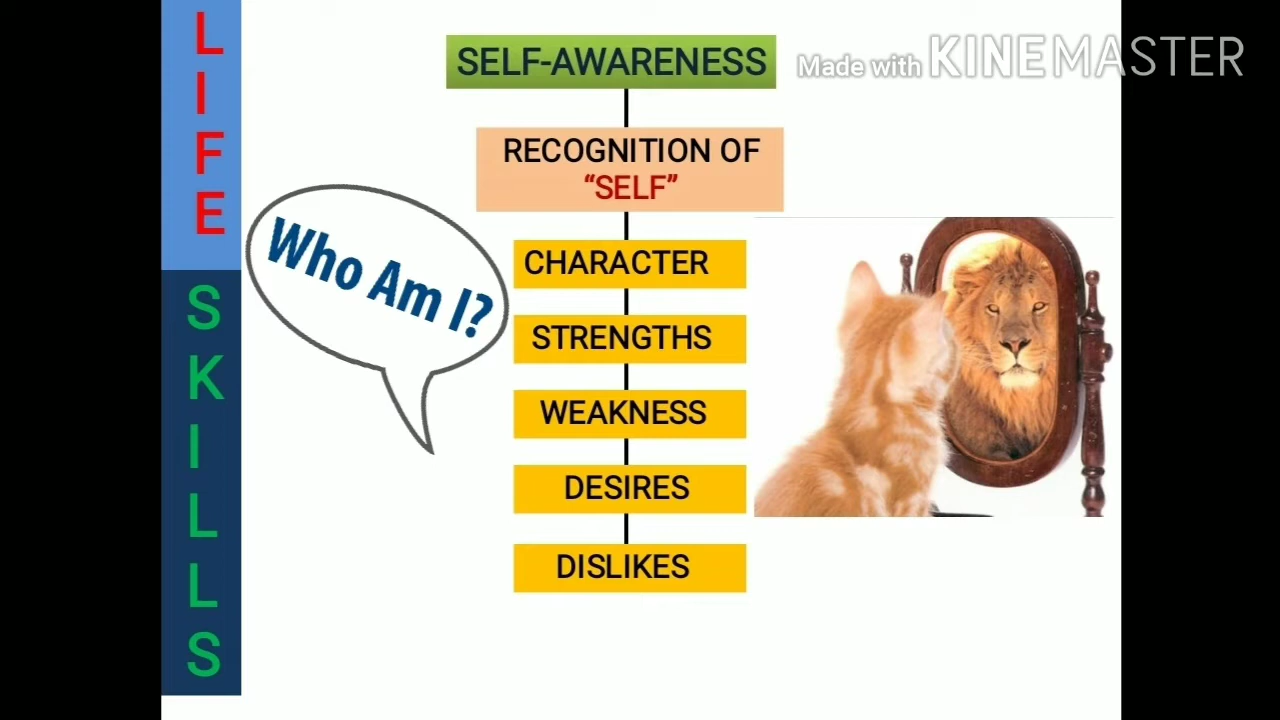 LIFE
SKILLS
SELF-AWARENESS
Made with KINEMASTER
RECOGNITION OF
“SELF”
Who Am I?
CHARACTER
STRENGTHS
WEAKNESS
DESIRES
DISLIKES